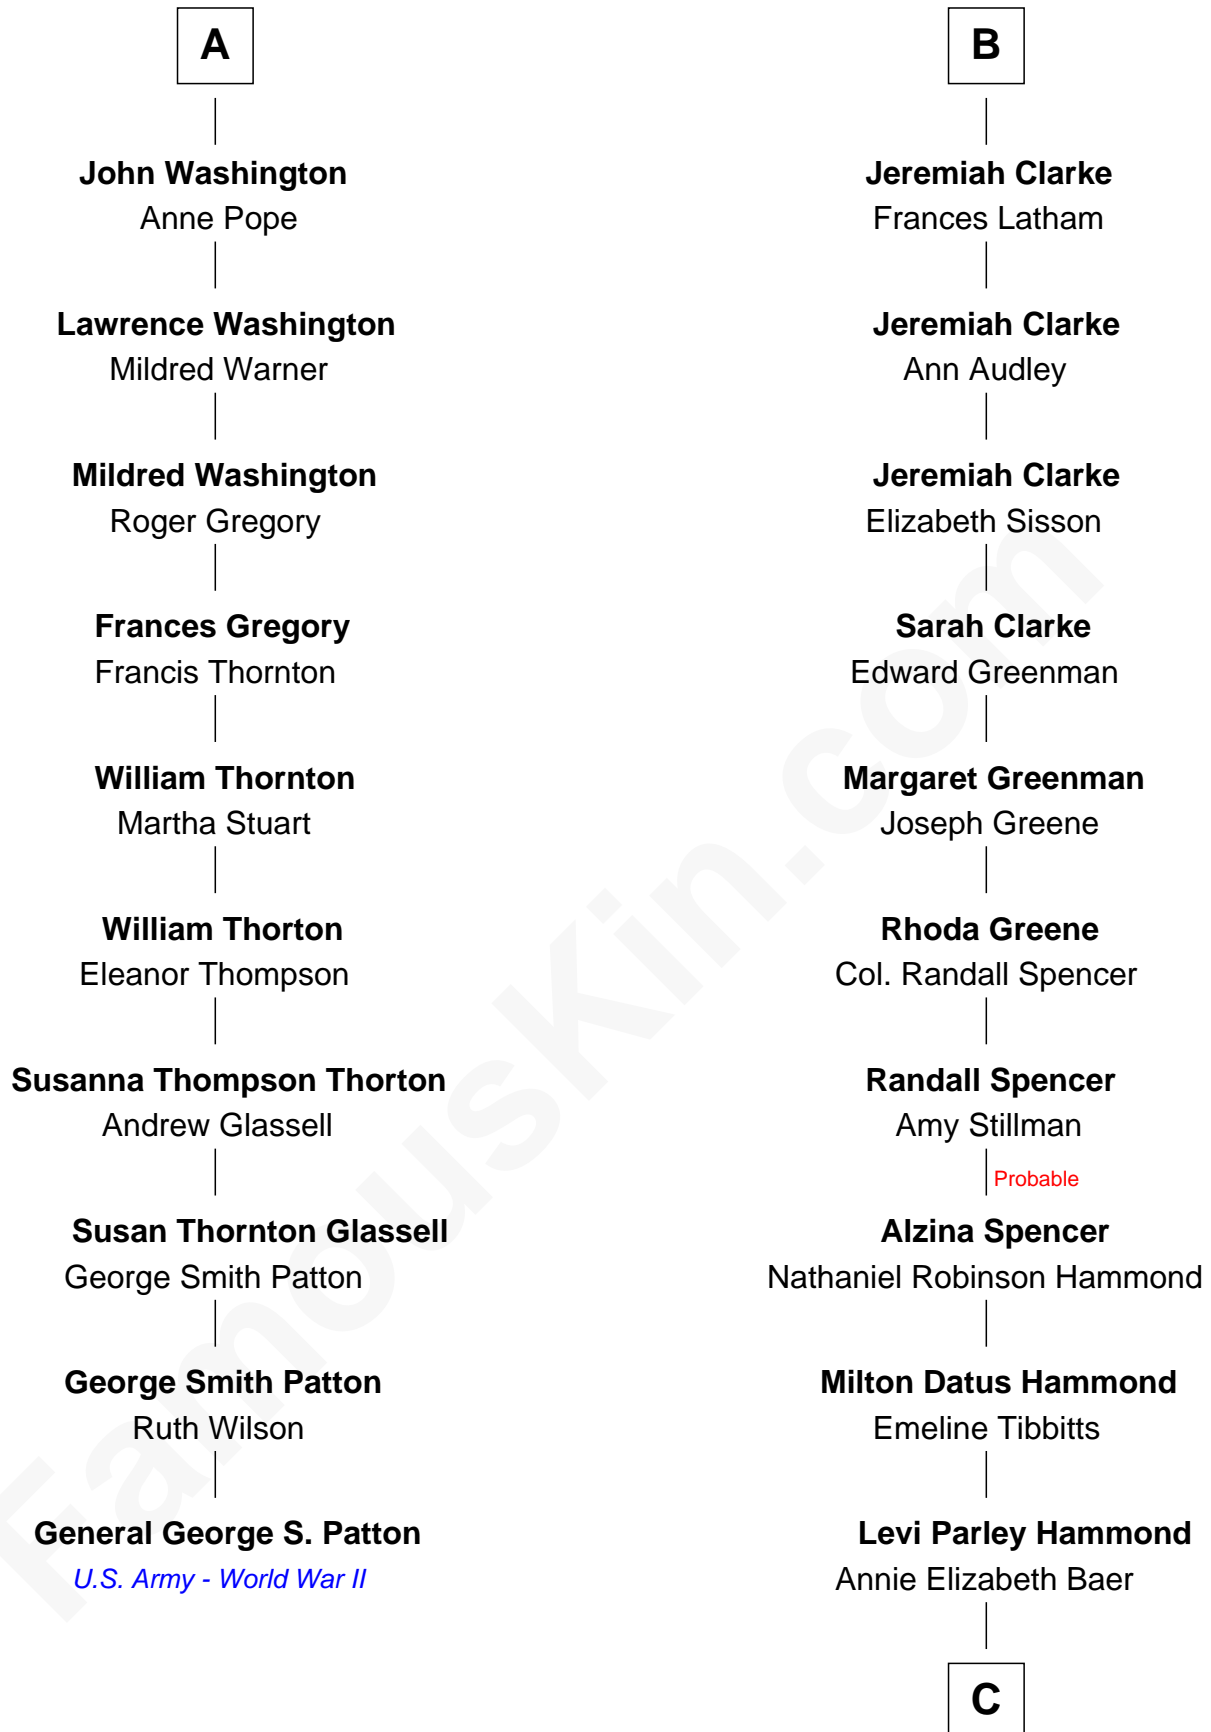 A
John Washington
Anne Pope
Lawrence Washington
Mildred Warner
Mildred Washington
Roger Gregory
Frances Gregory
Francis Thornton
William Thornton
Martha Stuart
William Thorton
Eleanor Thompson
Susanna Thompson Thorton
Andrew Glassell
Susan Thornton Glassell
George Smith Patton
George Smith Patton
Ruth Wilson
General George S. Patton
U.S. Army - World War II
B
Jeremiah Clarke
Frances Latham
Jeremiah Clarke
Ann Audley
Jeremiah Clarke
Elizabeth Sisson
Sarah Clarke
Edward Greenman
Margaret Greenman
Joseph Greene
Rhoda Greene
Col. Randall Spencer
Randall Spencer
Amy Stillman
Probable
Alzina Spencer
Nathaniel Robinson Hammond
Milton Datus Hammond
Emeline Tibbitts
Levi Parley Hammond
Annie Elizabeth Baer
C
FamousKin.com